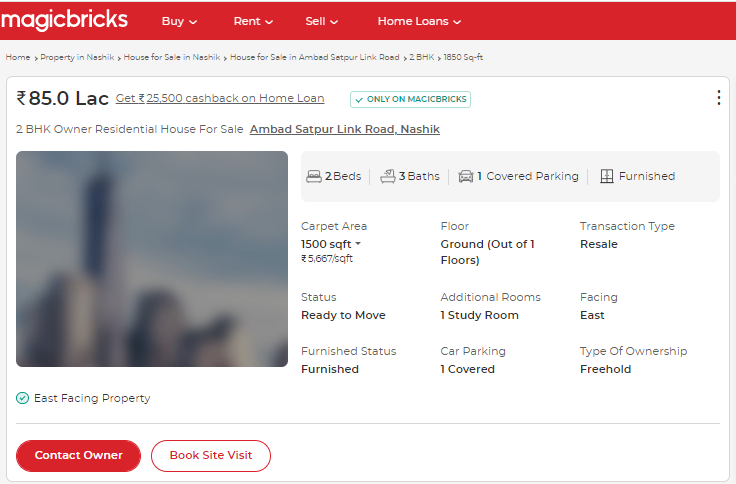 magicbricks Buy Rent Sell Home Loans
Home > Property in Nashik > House for Sale in Nashik > House for Sale in Ambad Satpur Link Road > 2 BHK > 1850 Sq-ft
₹85.0 Lac Get ₹25,500 cashback on Home Loan ONLY ON MAGICBRICKS
2 BHK Owner Residential House For Sale Ambad Satpur Link Road, Nashik
2 Beds 3 Baths 1 Covered Parking Furnished
Carpet Area
1500 sqft
₹5,667/sqft
Floor
Ground (Out of 1
Floors)
Transaction Type
Resale
Status
Ready to Move
Additional Rooms
1 Study Room
Facing
East
Furnished Status
Furnished
Car Parking
1 Covered
Type Of Ownership
Freehold
East Facing Property
Contact Owner Book Site Visit